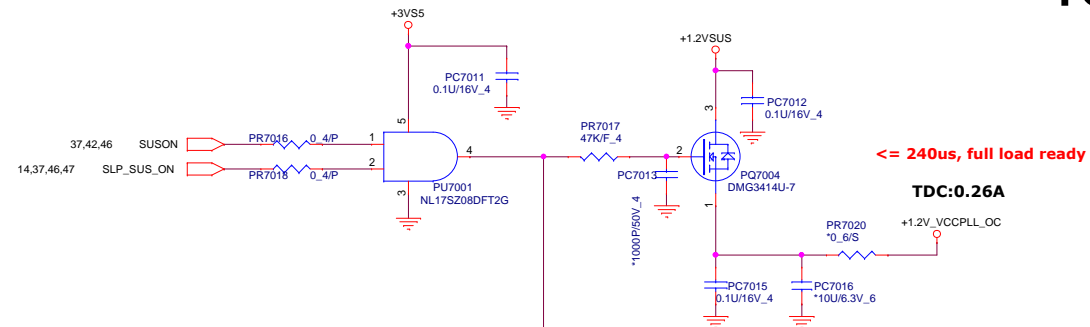 +3VS5
+1.2VSUS
PC7011
0.1U/16V_4
PC7012
0.1U/16V_4
5
3
37,42,46 SUSON PR7016 0_4/P 1
PR7017
47K/F_4
4
2
14,37,46,47 SLP_SUS_ON 2
PR7018 0_4/P
<= 240us, full load ready
PU7001
NL17SZ08DFT2G
3
PC7013
*1000P/50V_4
PQ7004
DMG3414U-7
1
TDC:0.26A
+1.2V_VCCPLL_OC
PR7020
*0_6/S
PC7015
0.1U/16V_4
PC7016
*10U/6.3V_6